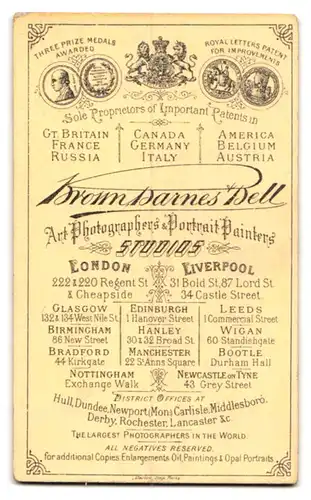 THREE PRIZE MEDALS AWARDED
ROYAL LETTERS PATENT FOR IMPROVEMENTS
Sole Proprietors of Important Patents in
GT. BRITAIN CANADA AMERICA
FRANCE GERMANY BELGIUM
RUSSIA ITALY AUSTRIA
Brown Barnes & Bell
Art Photographers & Portrait Painters
STUDIOS
LONDON LIVERPOOL
222 & 220 Regent St. 31 Bold St, 87 Lord St.
& Cheapside 34 Castle Street.
GLASGOW EDINBURGH LEEDS
132 & 134 West Nile St. 1 Hanover Street 1 Commercial Street
BIRMINGHAM HANLEY WIGAN
86 New Street 30 & 32 Broad St. 60 Standishgate
BRADFORD MANCHESTER BOOTLE
44 Kirkgate 22 St. Anns Square Durham Hall
NOTTINGHAM NEWCASTLE ON TYNE
Exchange Walk 43 Grey Street
DISTRICT OFFICES AT
Hull, Dundee, Newport (Mon) Carlisle, Middlesboro,
Derby, Rochester, Lancaster &c.
THE LARGEST PHOTOGRAPHERS IN THE WORLD.
ALL NEGATIVES RESERVED,
for additional Copies Enlargements Oil, Paintings & Opal Portraits.